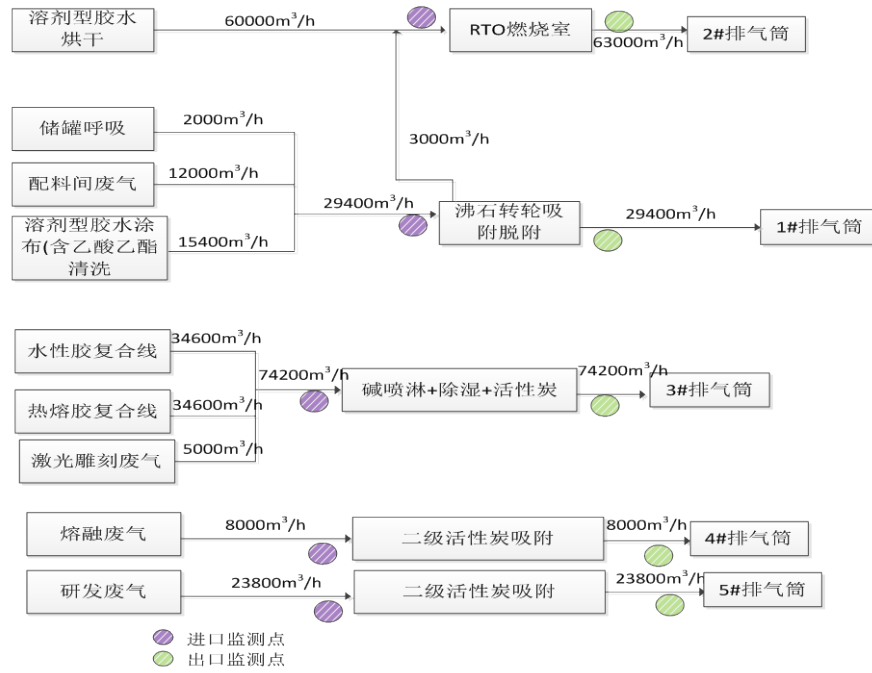 溶剂型胶水
烘干
60000m³/h
RTO燃烧室
63000m³/h
2#排气筒
储罐呼吸
2000m³/h
3000m³/h
配料间废气
12000m³/h
29400m³/h
沸石转轮吸
附脱附
29400m³/h
1#排气筒
溶剂型胶水涂
布(含乙酸乙酯
清洗
15400m³/h
水性胶复合线
34600m³/h
74200m³/h
碱喷淋+除湿+活性炭
74200m³/h
3#排气筒
热熔胶复合线
34600m³/h
激光雕刻废气
5000m³/h
熔融废气
8000m³/h
二级活性炭吸附
8000m³/h
4#排气筒
研发废气
23800m³/h
二级活性炭吸附
23800m³/h
5#排气筒
进口监测点
出口监测点